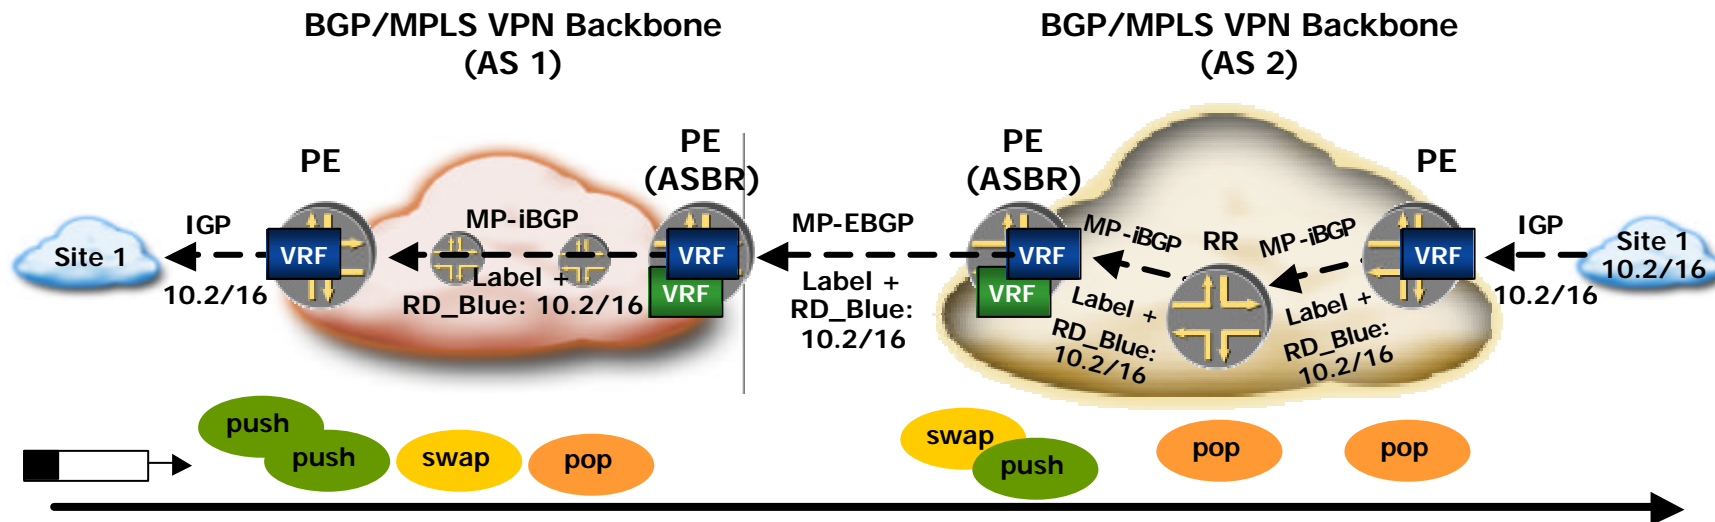 BGP/MPLS VPN Backbone
(AS 1)
BGP/MPLS VPN Backbone
(AS 2)
PE
PE
(ASBR)
PE
(ASBR)
PE
Site 1
IGP
10.2/16
VRF
MP-iBGP
Label +
RD_Blue: 10.2/16
VRF
VRF
MP-EBGP
Label +
RD_Blue:
10.2/16
VRF
VRF
MP-iBGP
Label +
RD_Blue:
10.2/16
RR
MP-iBGP
Label +
RD_Blue:
10.2/16
VRF
IGP
10.2/16
Site 1
10.2/16
push
push
swap
pop
swap
push
pop
pop